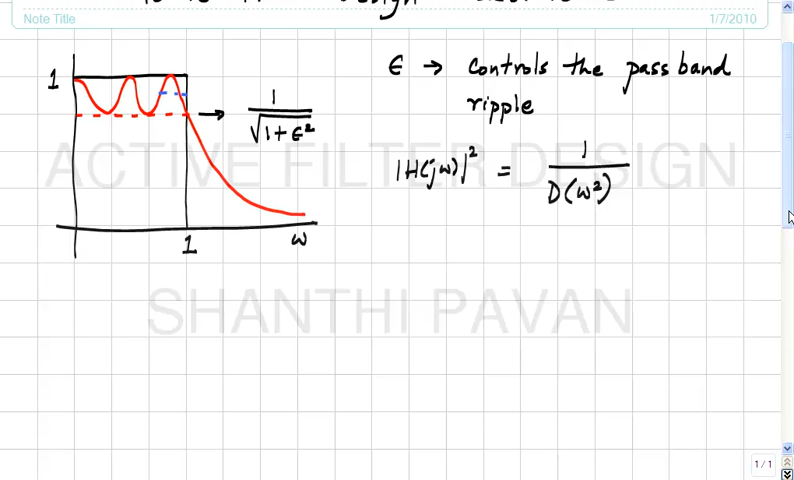 Design
Note Title
1/7/2010
1
1/√(1+ϵ²)
1
ω
ϵ → controls the pass band
ripple
|H(jω)|² = 1/D(ω²)
ACTIVE FILTER DESIGN
SHANTHI PAVAN
1/1